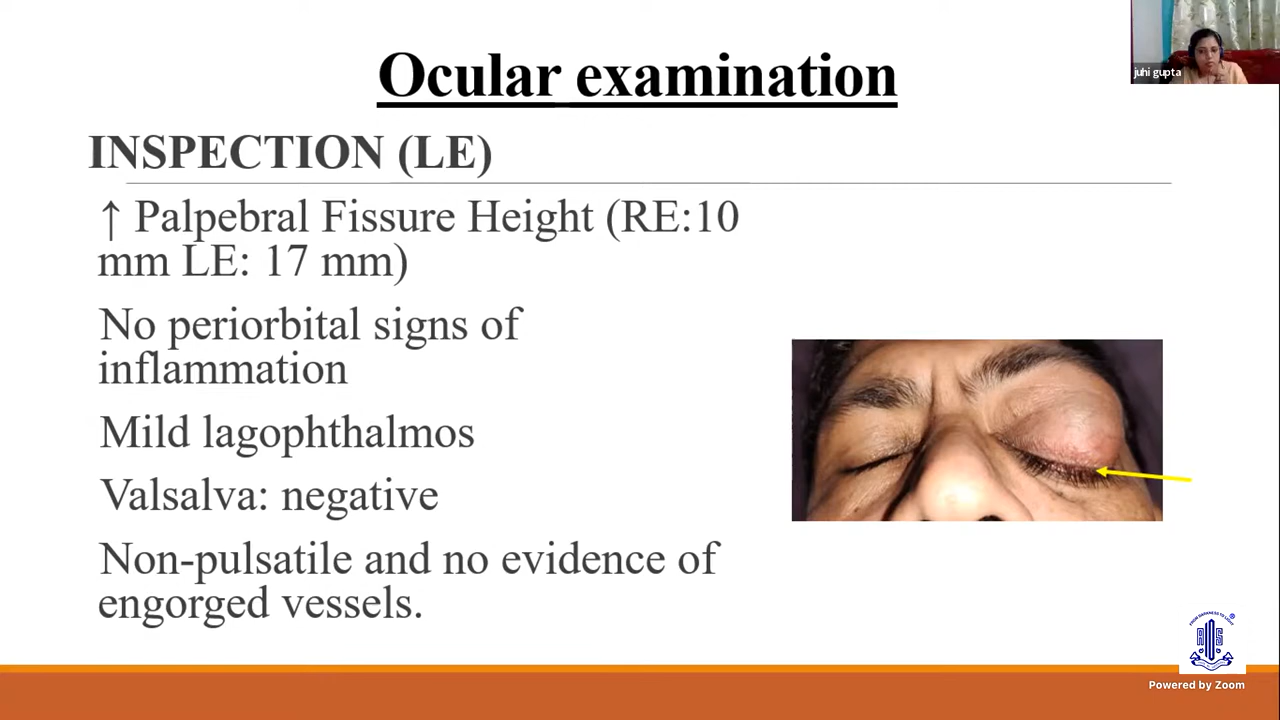 Ocular examination
juhi gupta
INSPECTION (LE)
↑ Palpebral Fissure Height (RE:10
mm LE: 17 mm)
No periorbital signs of
inflammation
Mild lagophthalmos
Valsalva: negative
Non-pulsatile and no evidence of
engorged vessels.
Powered by Zoom